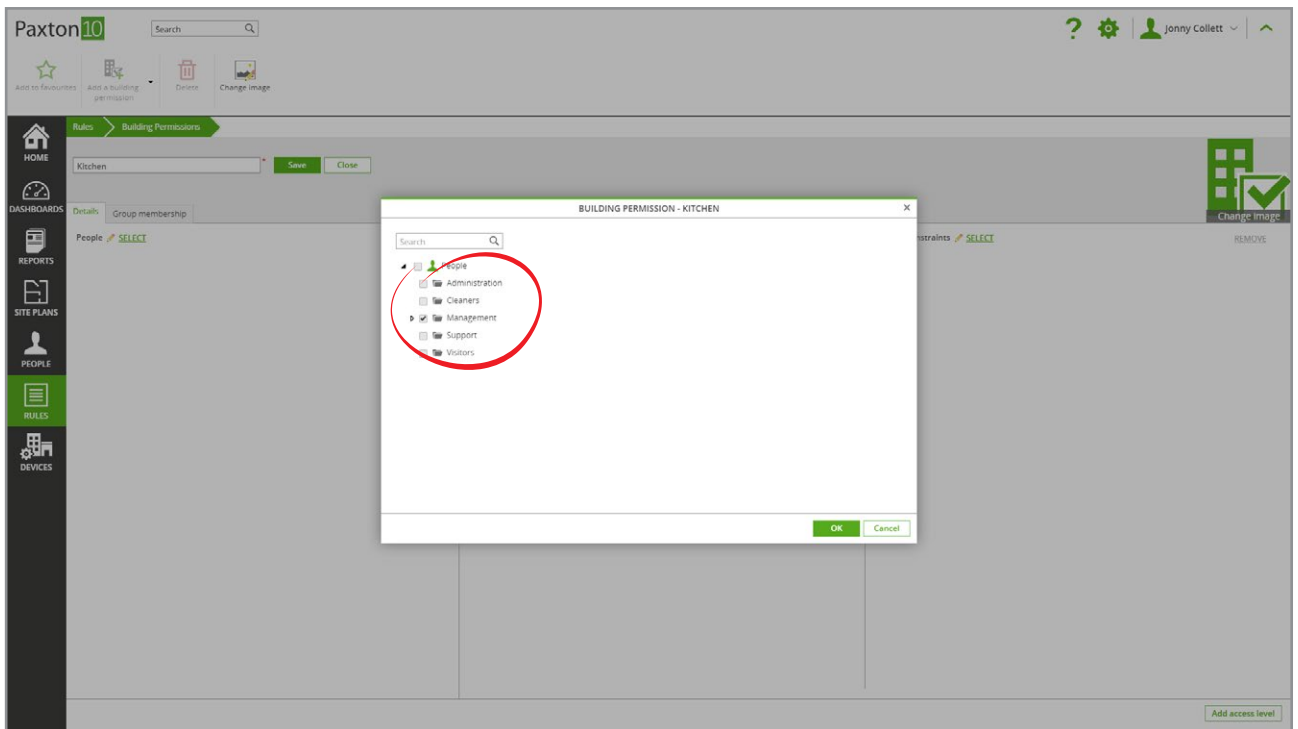 Paxton10
Search
Jonny Collett
Add to favourites
Add a building permission
Delete
Change image
HOME
DASHBOARDS
REPORTS
SITE PLANS
PEOPLE
RULES
DEVICES
Rules
Building Permissions
Kitchen *
Save
Close
Change image
Details
Group membership
People SELECT
nstraints SELECT
REMOVE
BUILDING PERMISSION - KITCHEN
Search
People
Administration
Cleaners
Management
Support
Visitors
OK
Cancel
Add access level